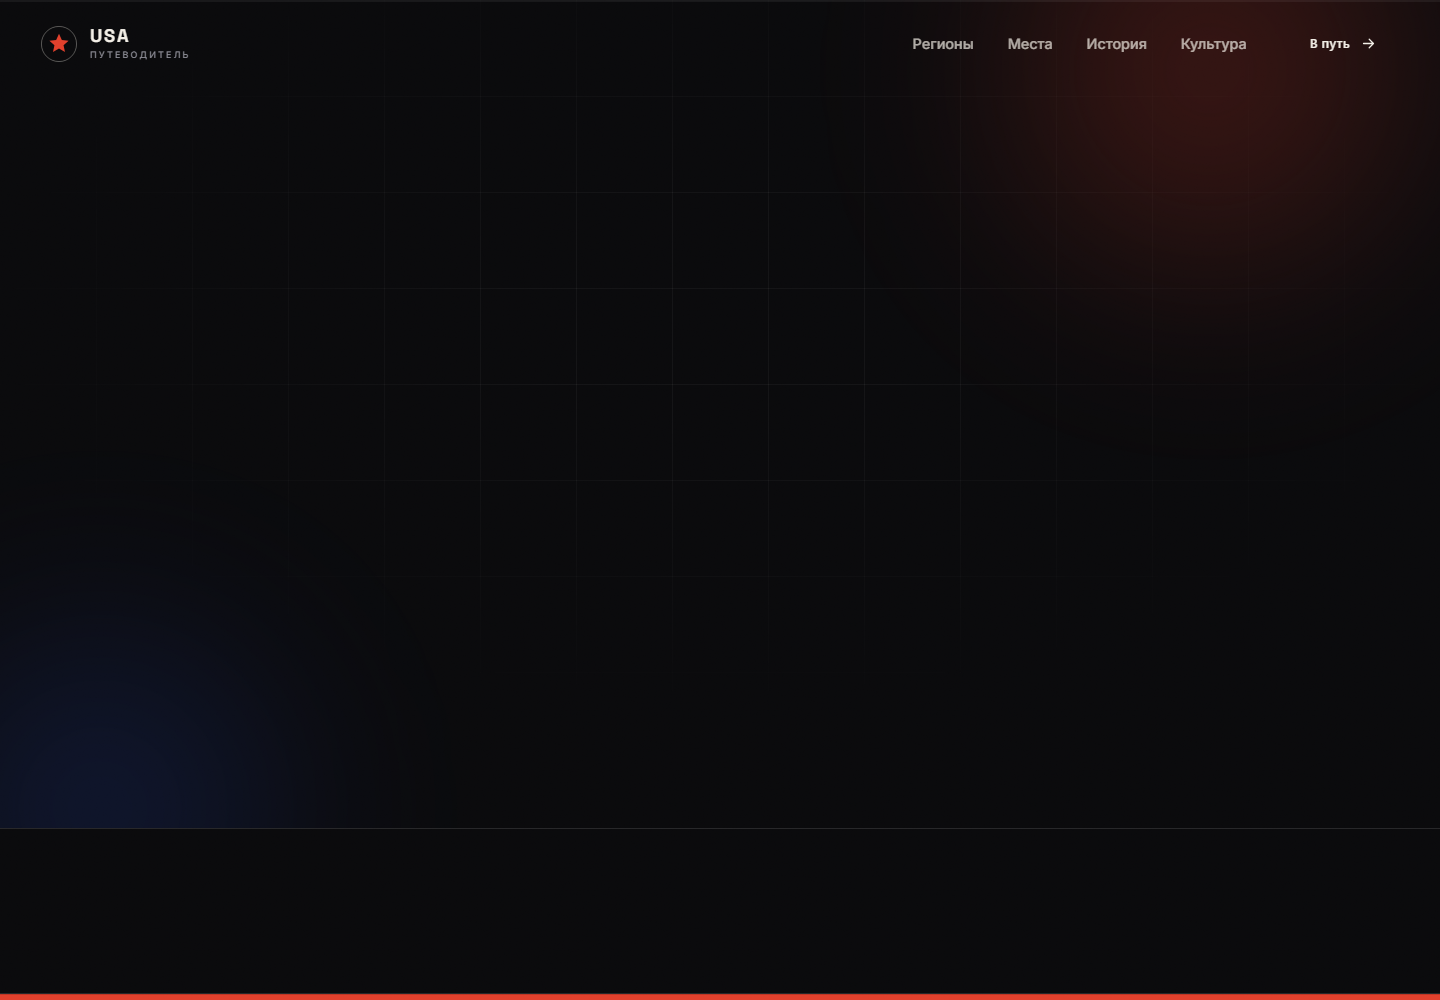 USA
ПУТЕВОДИТЕЛЬ
Регионы
Места
История
Культура
В путь →